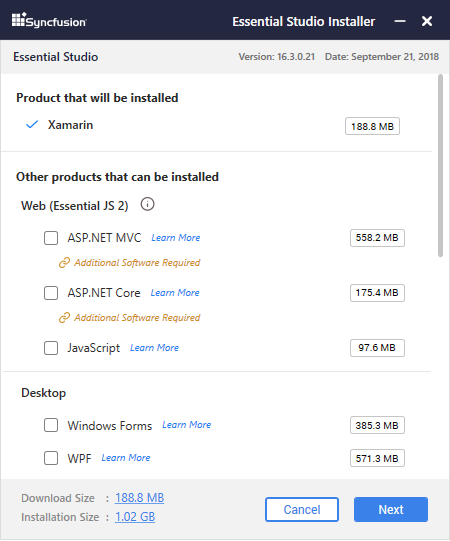 Syncfusion Essential Studio Installer
Essential Studio Version: 16.3.0.21 Date: September 21, 2018
Product that will be installed
Xamarin 188.8 MB
Other products that can be installed
Web (Essential JS 2)
ASP.NET MVC Learn More 558.2 MB
Additional Software Required
ASP.NET Core Learn More 175.4 MB
Additional Software Required
JavaScript Learn More 97.6 MB
Desktop
Windows Forms Learn More 385.3 MB
WPF Learn More 571.3 MB
Download Size : 188.8 MB
Installation Size : 1.02 GB
Cancel Next